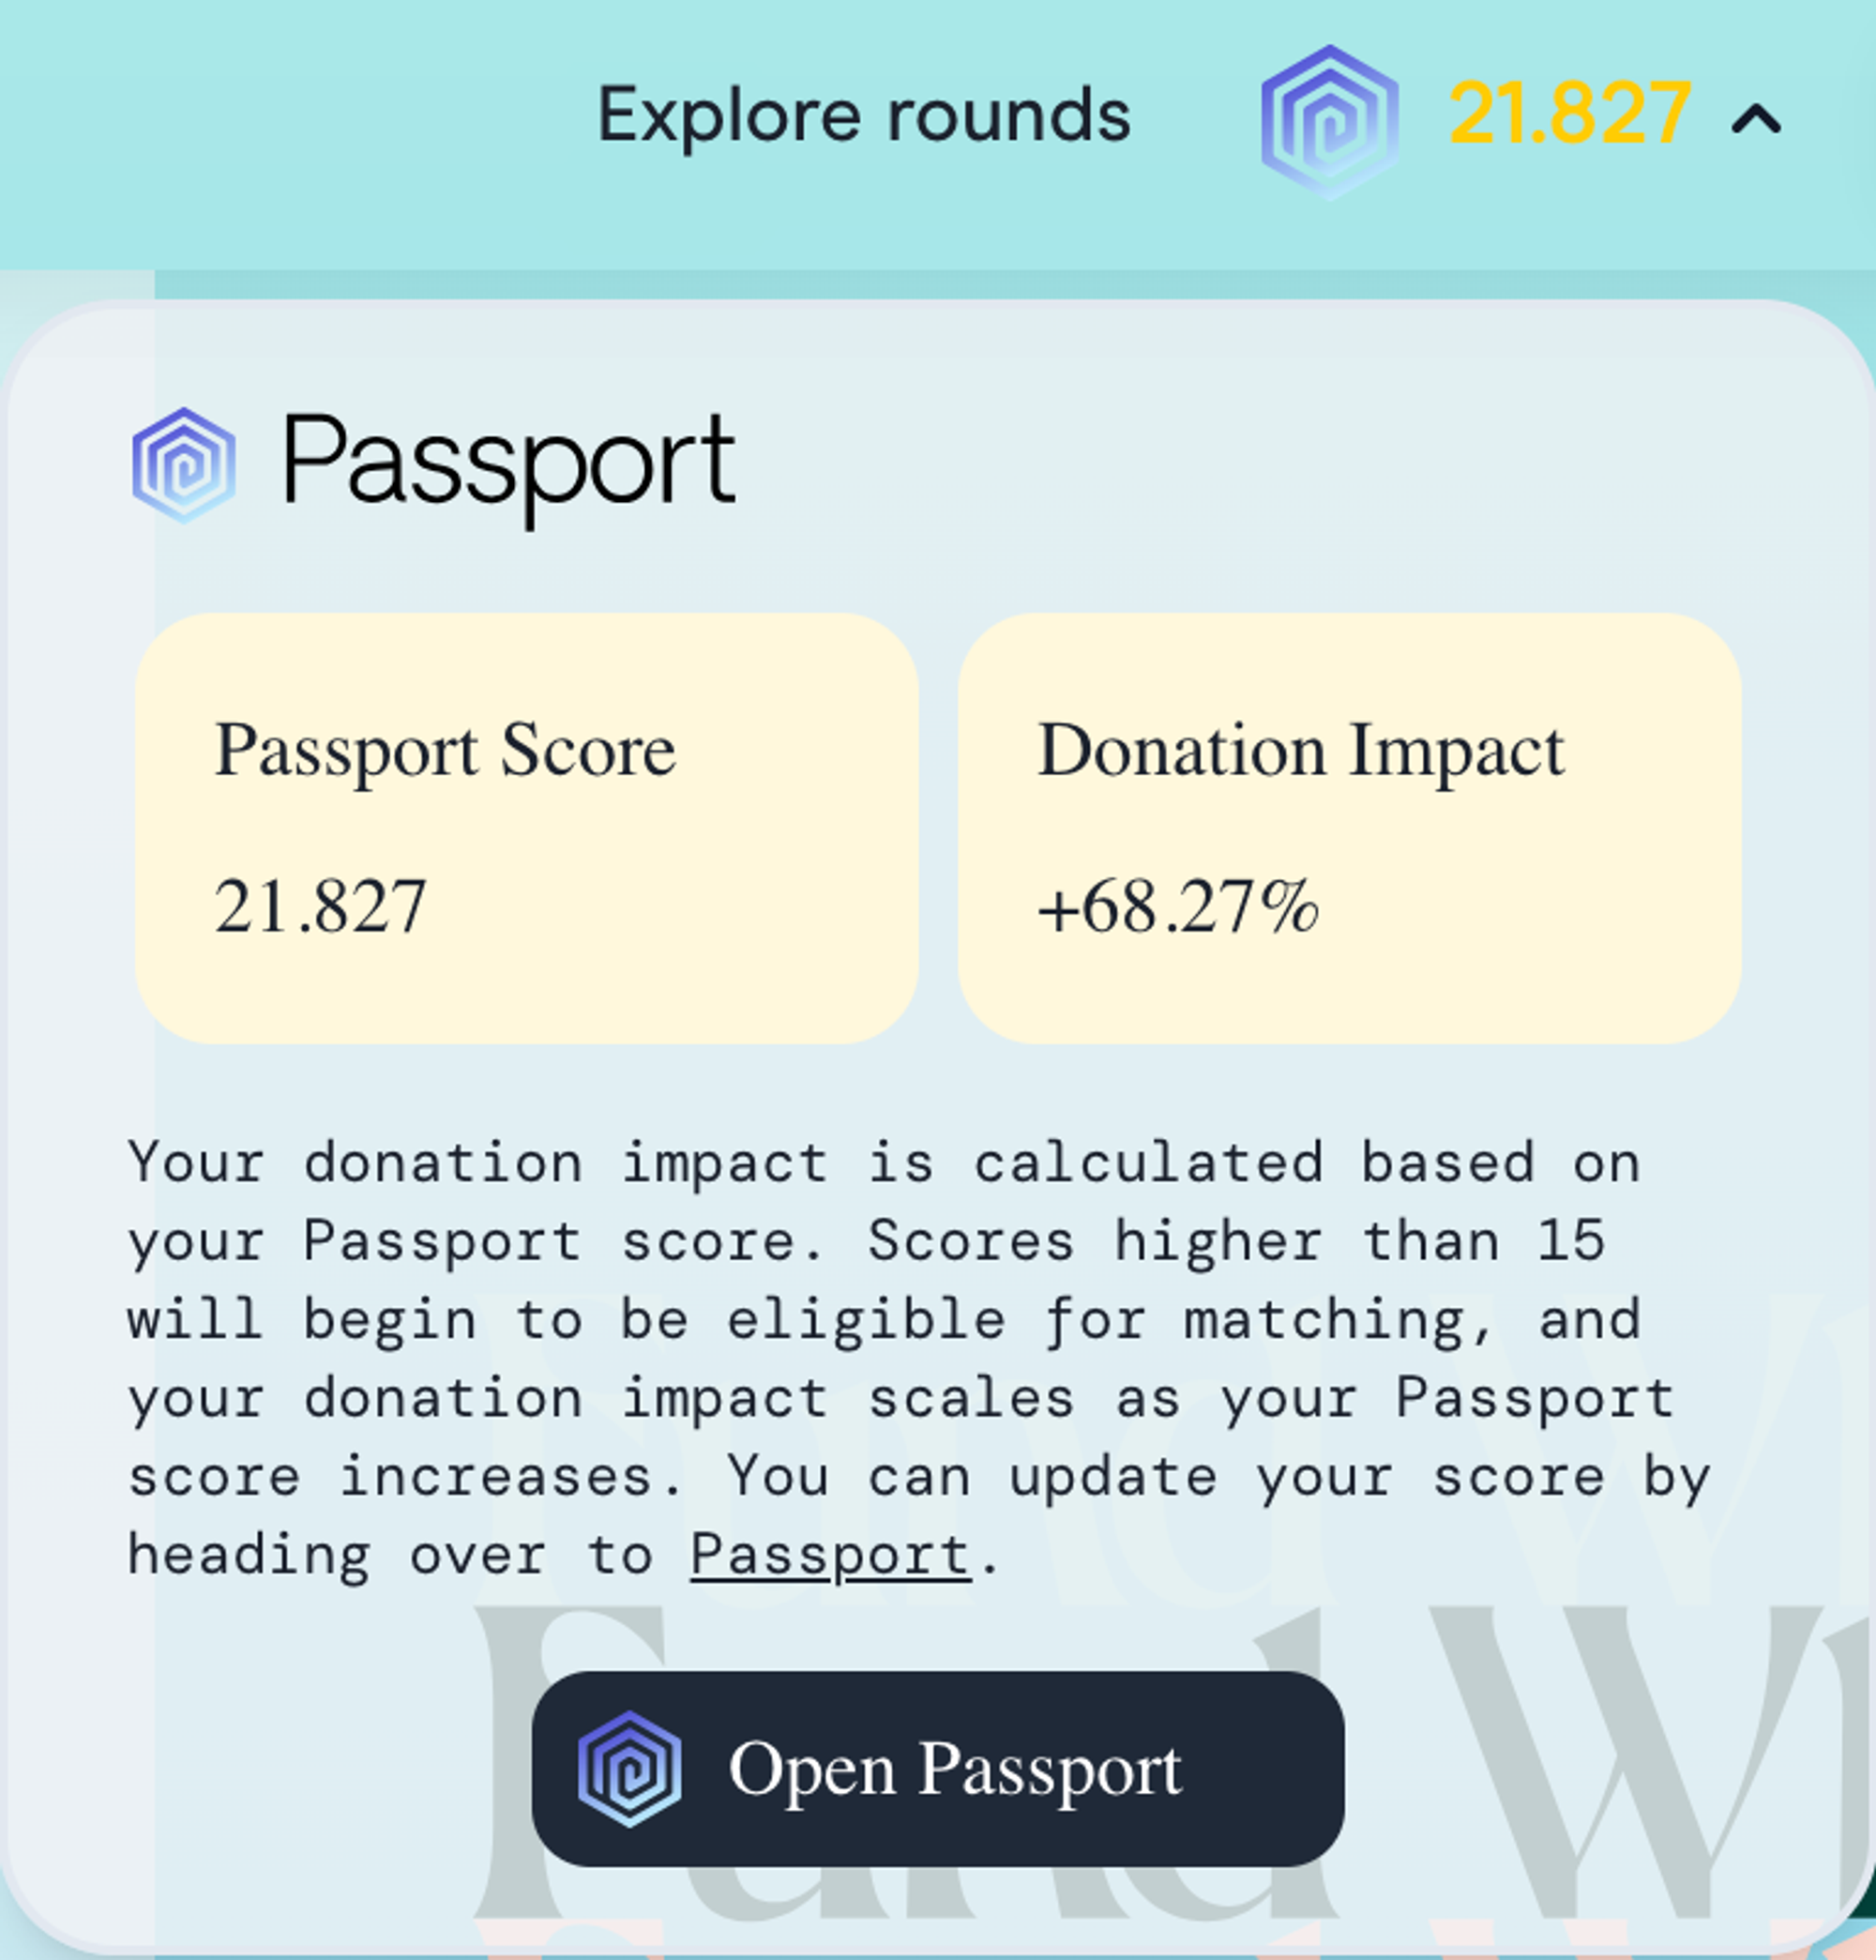 Explore rounds 21.827
Passport
Passport Score
21.827
Donation Impact
+68.27%
Your donation impact is calculated based on
your Passport score. Scores higher than 15
will begin to be eligible for matching, and
your donation impact scales as your Passport
score increases. You can update your score by
heading over to Passport.
Fund
Open Passport